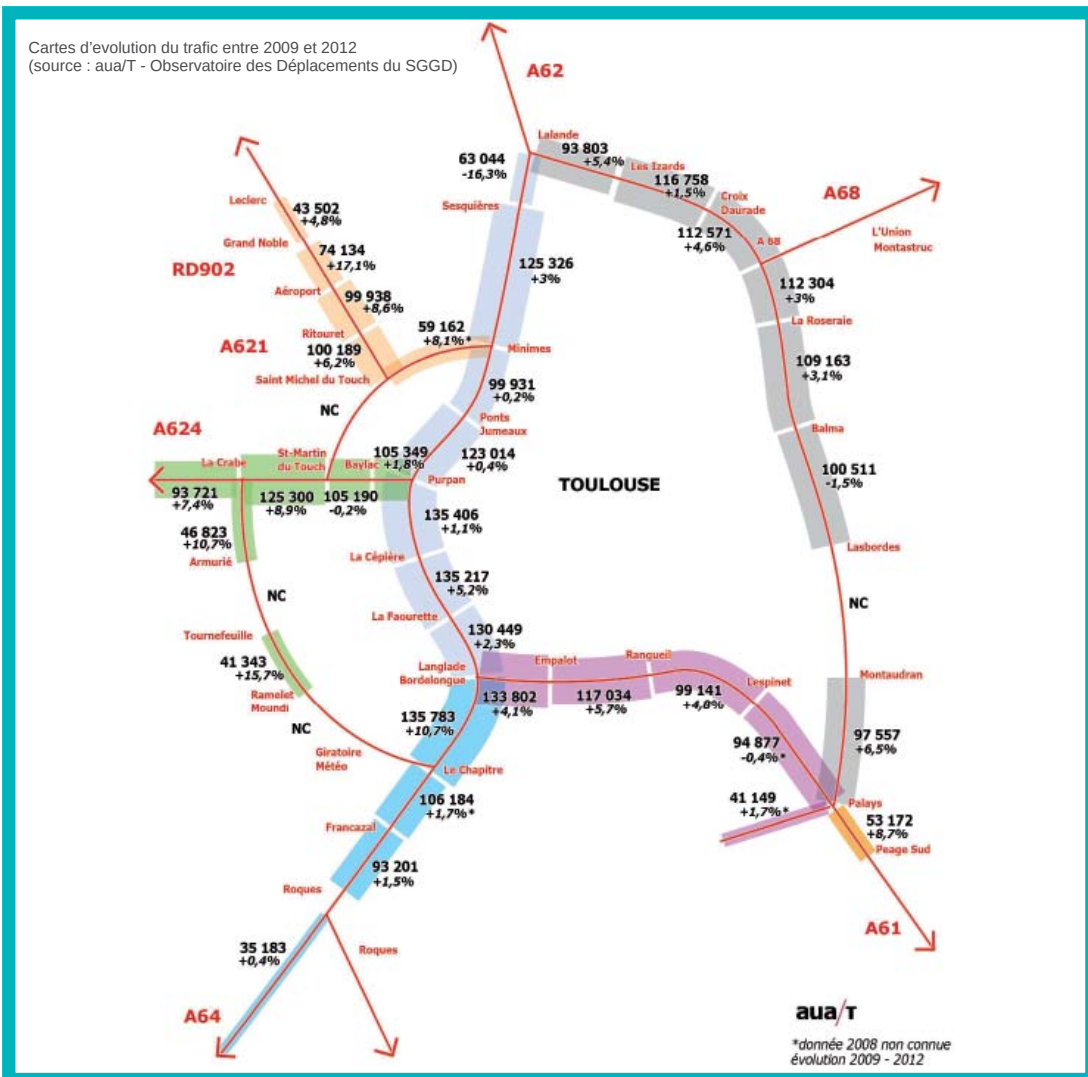 Cartes d'evolution du trafic entre 2009 et 2012
(source : aua/T - Observatoire des Déplacements du SGGD)
A62
Lalande
93 803
+5,4%
63 044
-16,3%
Les Izards
116 758
+1,5%
Croix
Daurade
A68
Sesquières
Leclerc
43 502
+4,8%
112 571
+4,6%
A 68
L'Union
Montastruc
Grand Noble
74 134
+17,1%
RD902
125 326
+3%
112 304
+3%
Aéroport
99 938
+8,6%
La Roseraie
Ritouret
59 162
+8,1%*
A621
100 189
+6,2%
Minimes
109 163
+3,1%
Saint Michel du Touch
99 931
+0,2%
NC
Ponts
Jumeaux
Balma
A624
St-Martin
du Touch
La Crabe
Baylac
105 349
+1,8%
123 014
+0,4%
Purpan
100 511
-1,5%
TOULOUSE
93 721
+7,4%
125 300
+8,9%
105 190
-0,2%
135 406
+1,1%
46 823
+10,7%
Armurié
La Cépière
Lasbordes
135 217
+5,2%
NC
NC
La Faourette
130 449
+2,3%
Tournefeuille
41 343
+15,7%
Langlade
Bordelongue
Empalot
Rangueil
Lespinet
Montaudran
Ramelet
Moundi
133 802
+4,1%
117 034
+5,7%
99 141
+4,8%
135 783
+10,7%
NC
94 877
-0,4%*
97 557
+6,5%
Giratoire
Météo
Le Chapitre
106 184
+1,7%*
41 149
+1,7%*
Palays
53 172
+8,7%
Francazal
Peage Sud
93 201
+1,5%
Roques
A61
35 183
+0,4%
Roques
A64
aua/T
*donnée 2008 non connue
évolution 2009 - 2012